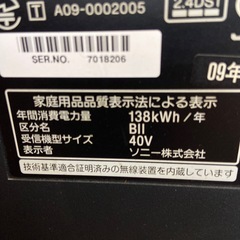 A09-0002005
2.4DS1
SER.NO. 7018206
09年
家庭用品品質表示法による表示
年間消費電力量 138kWh/年
区分名 BII
受信機型サイズ 40V
表示者 ソニー株式会社
技術基準適合証明済みの無線装置を内蔵しています。